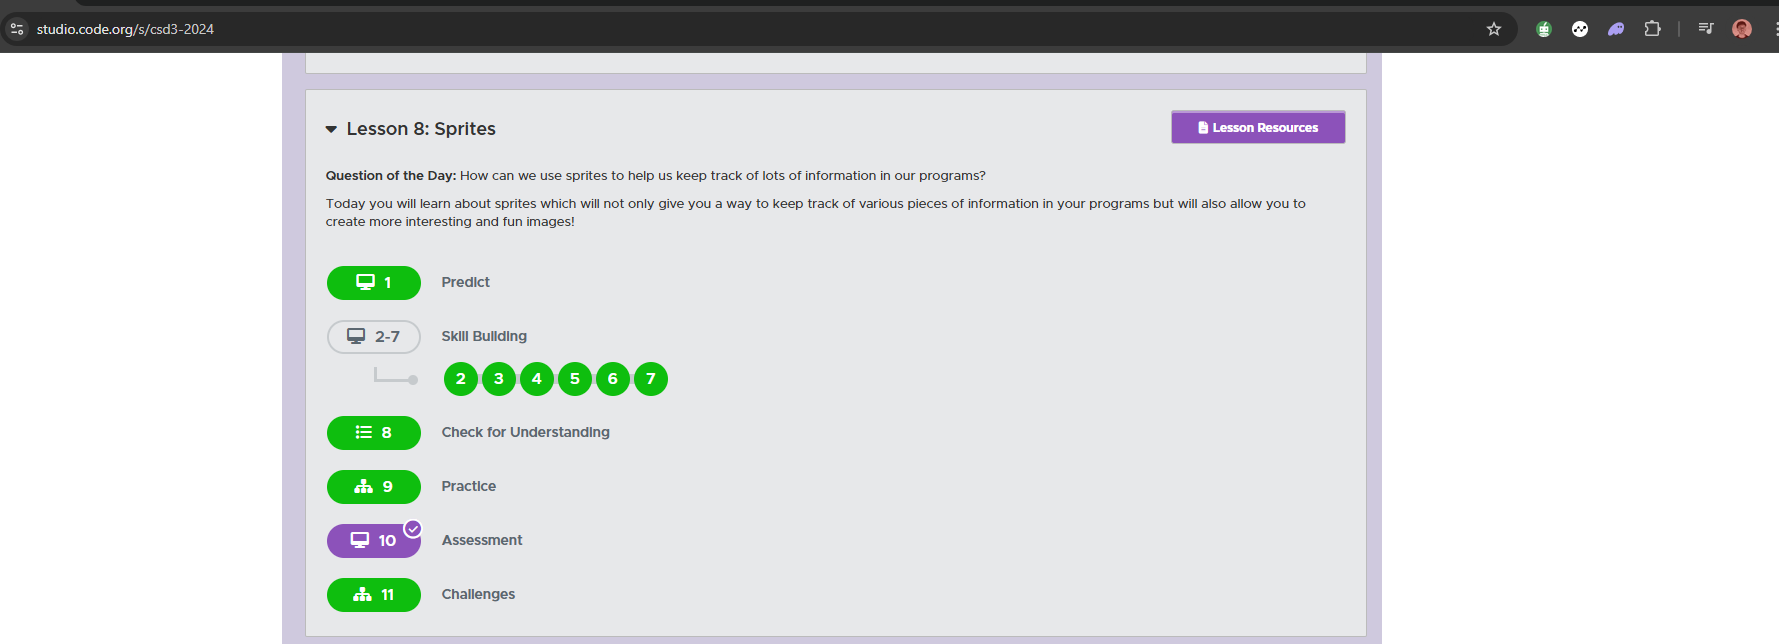 studio.code.org/s/csd3-2024
Lesson 8: Sprites
Lesson Resources
Question of the Day: How can we use sprites to help us keep track of lots of information in our programs?
Today you will learn about sprites which will not only give you a way to keep track of various pieces of information in your programs but will also allow you to
create more interesting and fun images!
1 Predict
2-7 Skill Building
2 3 4 5 6 7
8 Check for Understanding
9 Practice
10 Assessment
11 Challenges